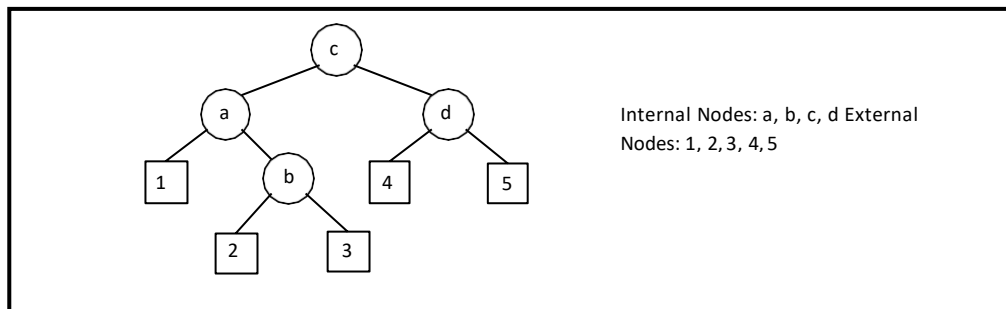 c
a
d
Internal Nodes: a, b, c, d External
Nodes: 1, 2, 3, 4, 5
1
b
4
5
2
3